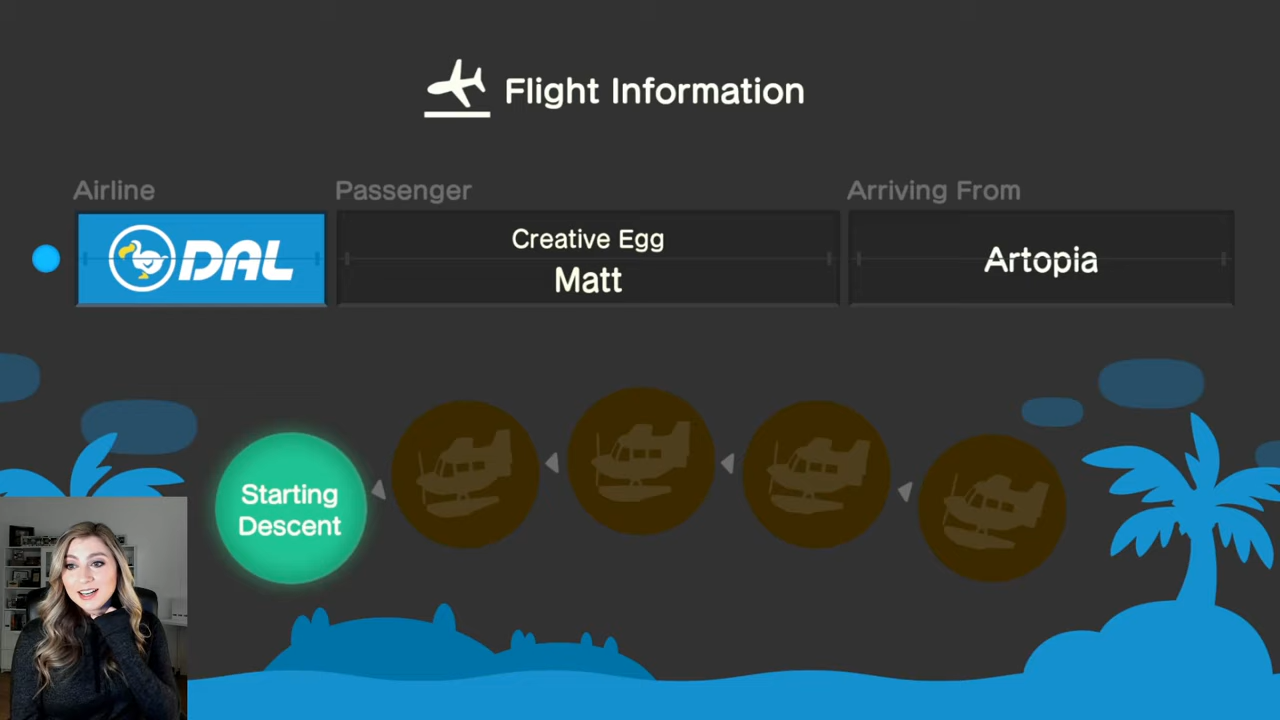 Flight Information
Airline
Passenger
Arriving From
DAL
Creative Egg
Matt
Artopia
Starting
Descent